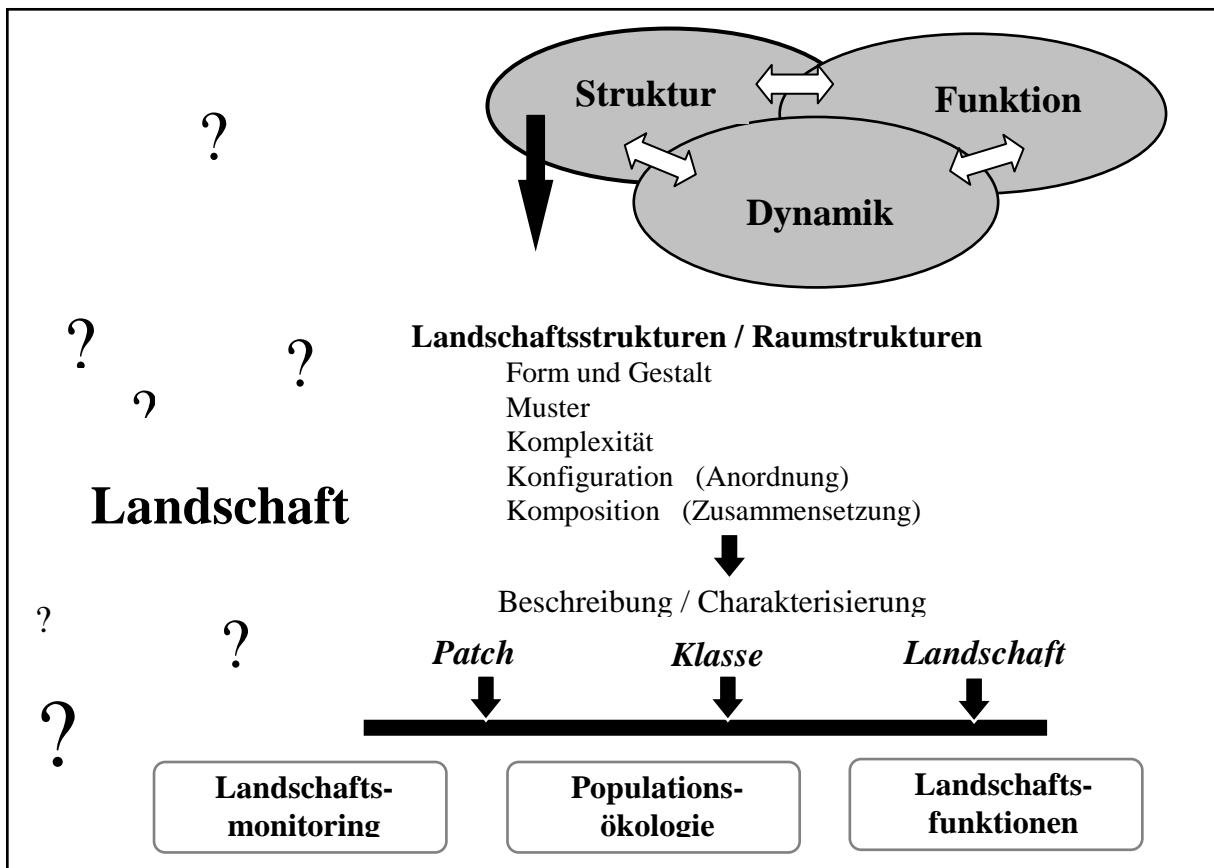 Struktur
Funktion
Dynamik
?
?
?
?
Landschaftsstrukturen / Raumstrukturen
Form und Gestalt
Muster
Komplexität
Konfiguration (Anordnung)
Komposition (Zusammensetzung)
Landschaft
Beschreibung / Charakterisierung
?
?
?
Patch
Klasse
Landschaft
Landschafts-
monitoring
Populations-
ökologie
Landschafts-
funktionen